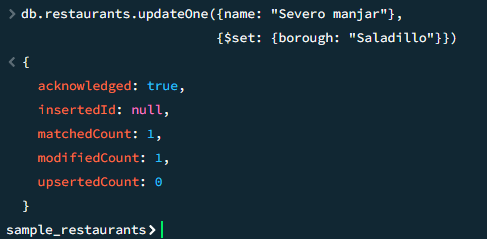 > db.restaurants.updateOne({name: "Severo manjar"},
{$set: {borough: "Saladillo"}})
< {
acknowledged: true,
insertedId: null,
matchedCount: 1,
modifiedCount: 1,
upsertedCount: 0
}
sample_restaurants>